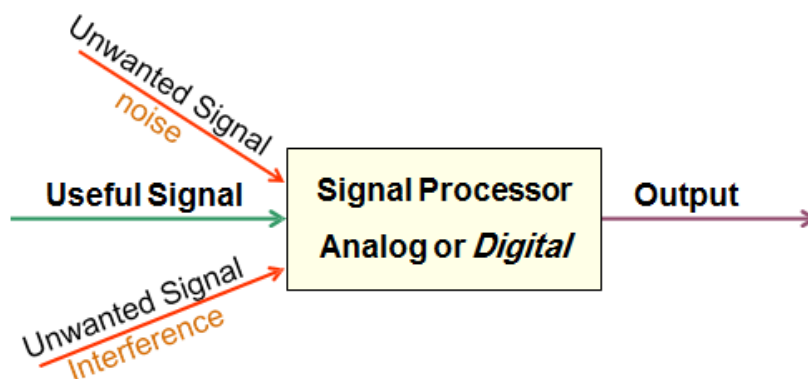 Unwanted Signal
noise
Useful Signal
Signal Processor
Analog or Digital
Output
Unwanted Signal
Interference